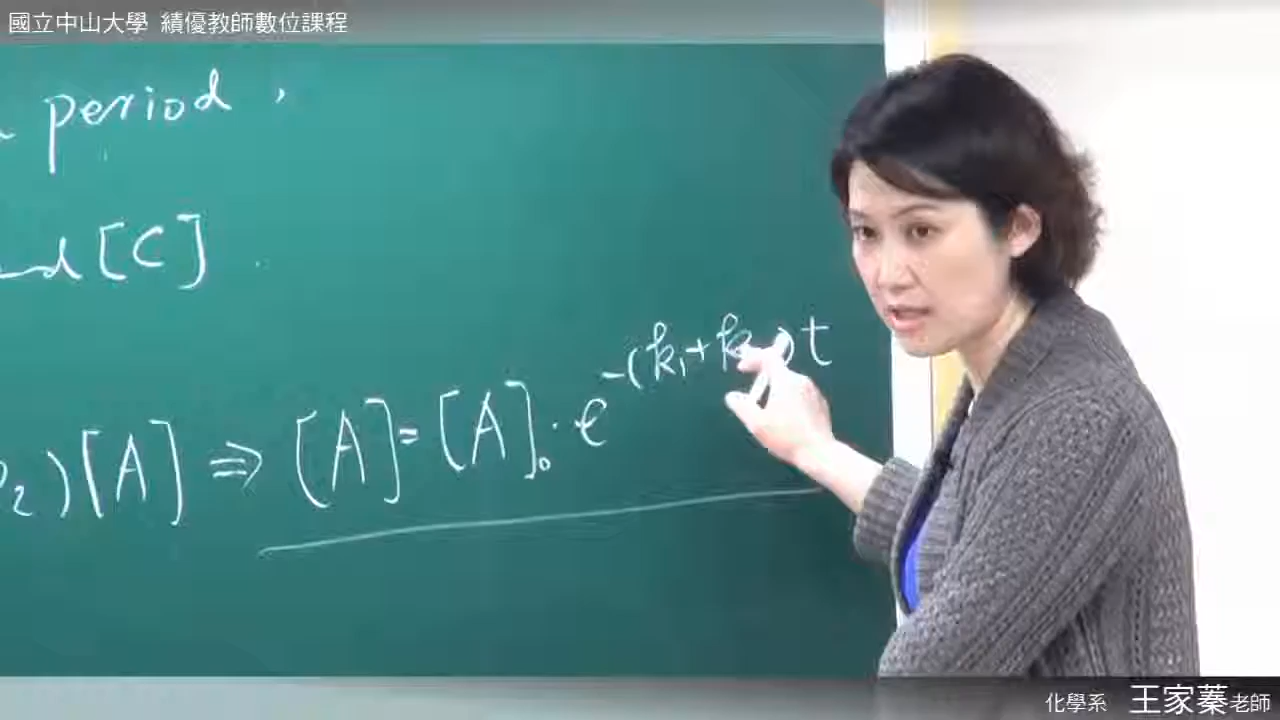 國立中山大學 績優教師數位課程
period,
[C].
2)[A] ⇒ [A]=[A]₀·e^-(k₁+k₂)t
化學系 王家蓁老師